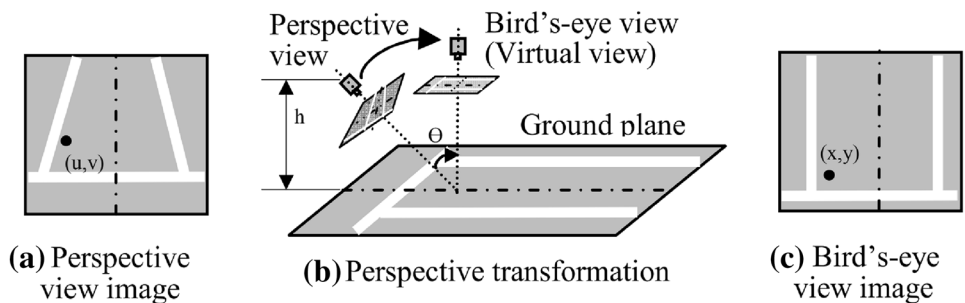 Perspective
view
Bird's-eye view
(Virtual view)
h
Θ
Ground plane
(u,v)
(x,y)
(a) Perspective
view image
(b) Perspective transformation
(c) Bird's-eye
view image